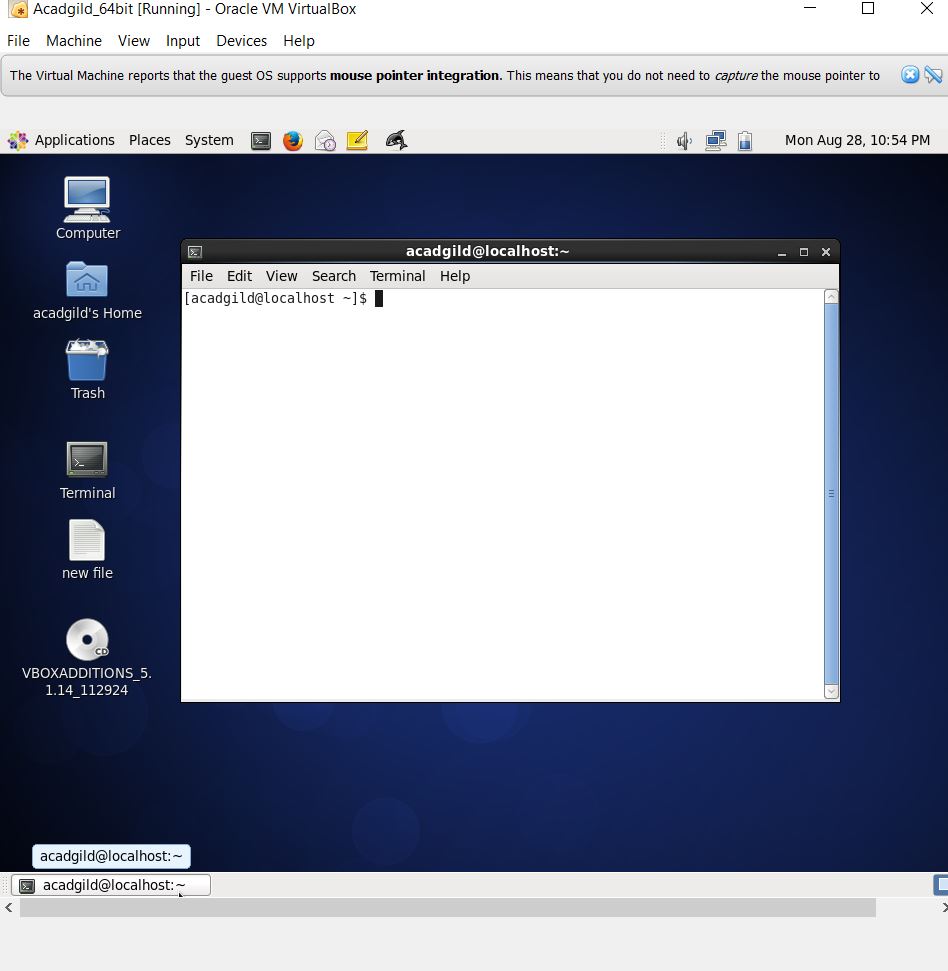 Acadgild_64bit [Running] - Oracle VM VirtualBox
File Machine View Input Devices Help
The Virtual Machine reports that the guest OS supports mouse pointer integration. This means that you do not need to capture the mouse pointer to
Applications Places System Mon Aug 28, 10:54 PM
Computer
acadgild's Home
Trash
Terminal
new file
CD
VBOXADDITIONS_5.
1.14_112924
acadgild@localhost:~
File Edit View Search Terminal Help
[acadgild@localhost ~]$
acadgild@localhost:~
acadgild@localhost:~